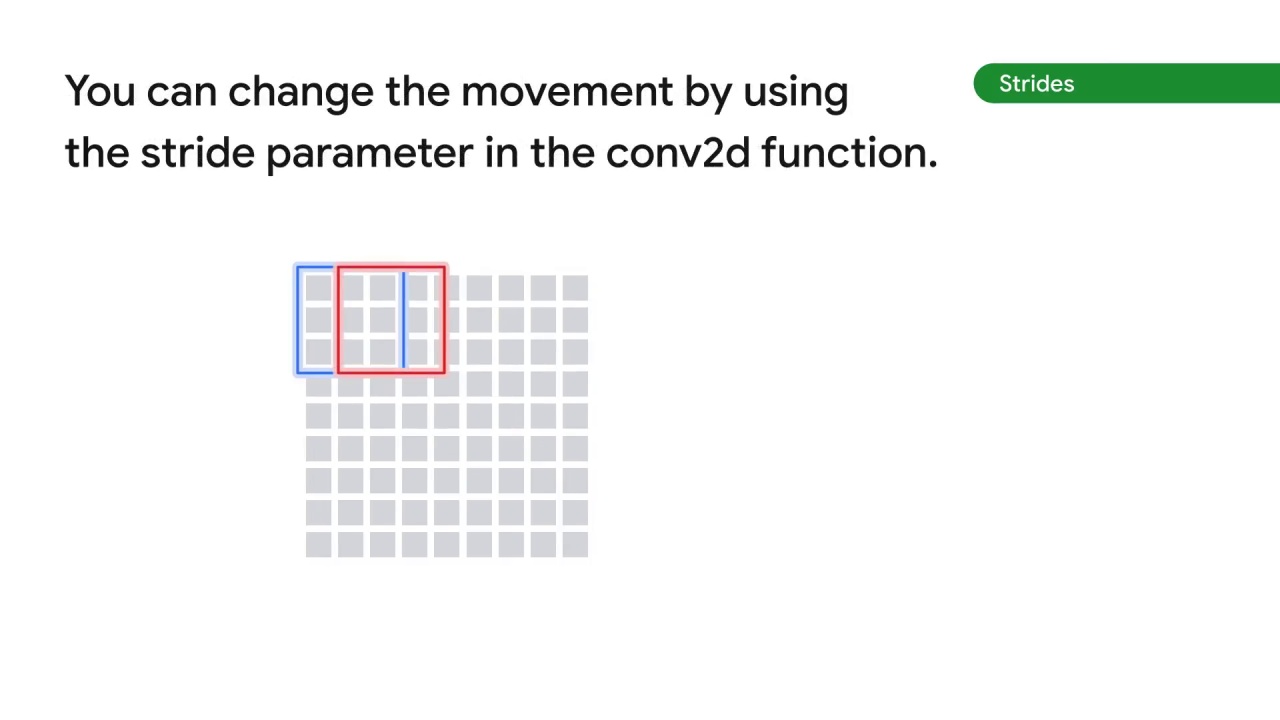 You can change the movement by using
the stride parameter in the conv2d function.
Strides